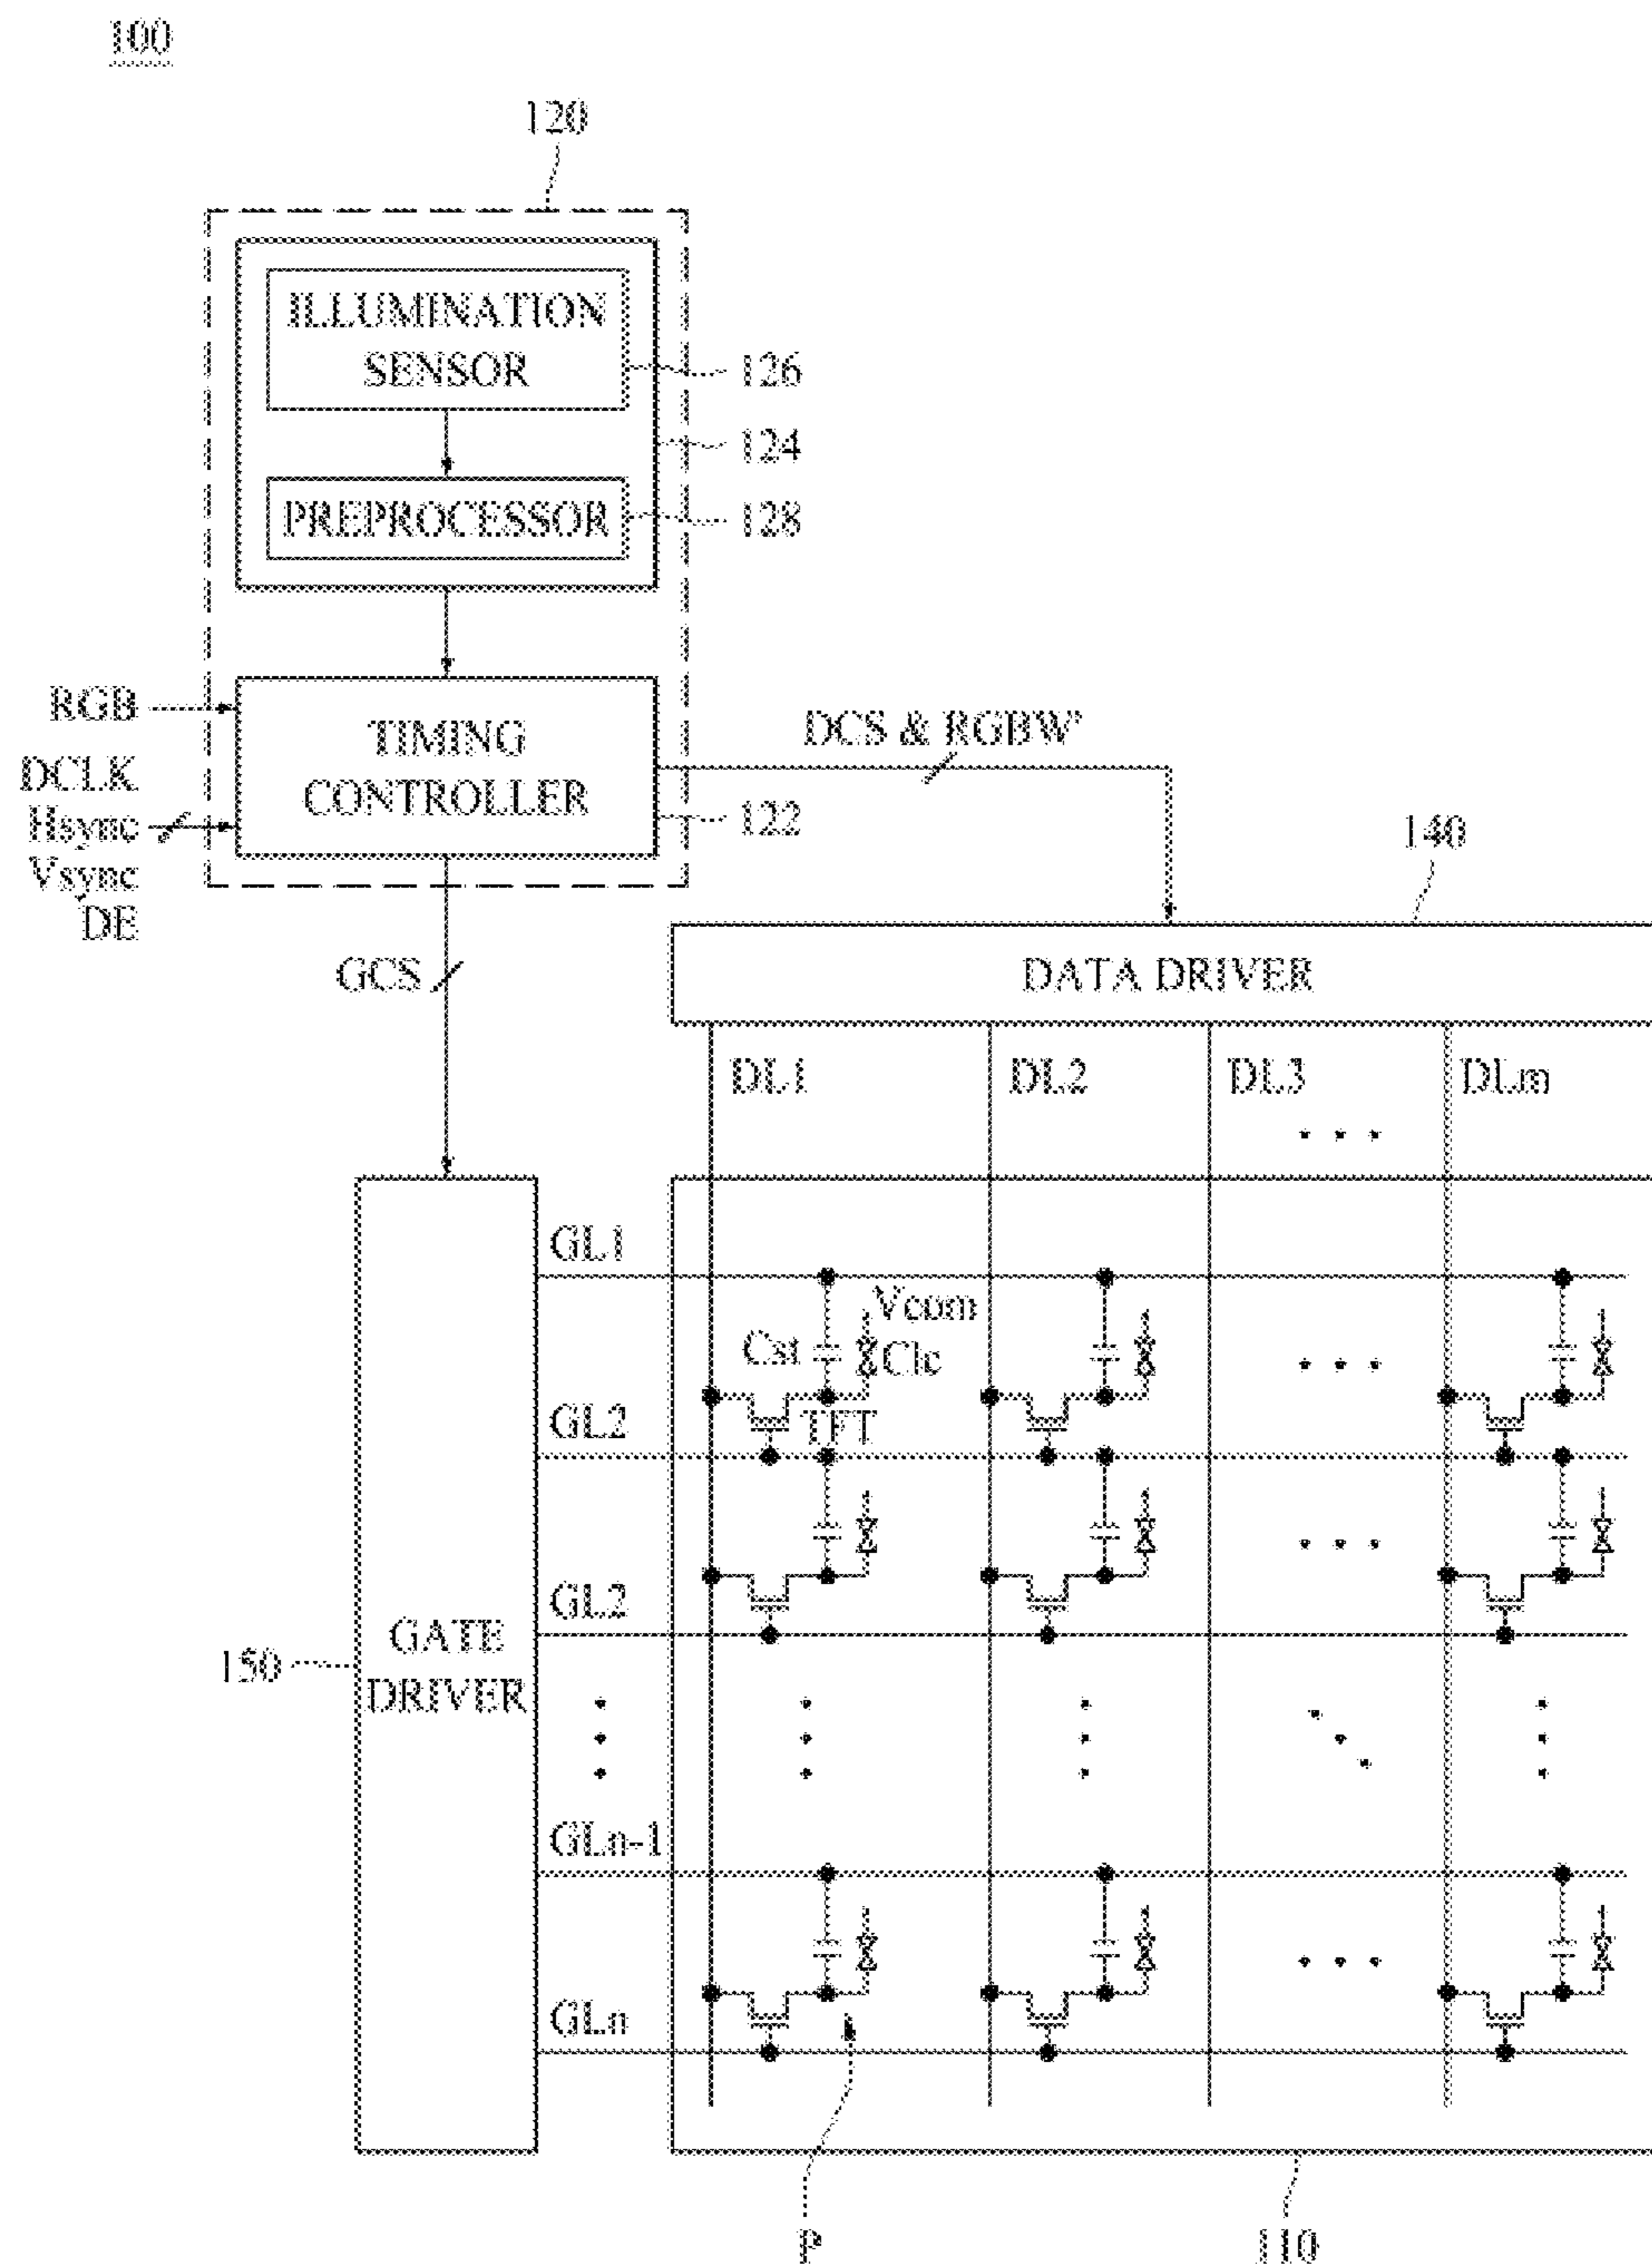 100
120
ILLUMINATION
SENSOR
126
124
PREPROCESSOR
128
RGB
TIMING
CONTROLLER
DCS & RGBW'
DCLK
Hsync
Vsync
DE
122
140
GCS
DATA DRIVER
DL1
DL2
DL3
DLm
GL1
Vcom
Cst
Clc
GL2
TFT
GL2
GATE
DRIVER
150
GLn-1
GLn
P
110